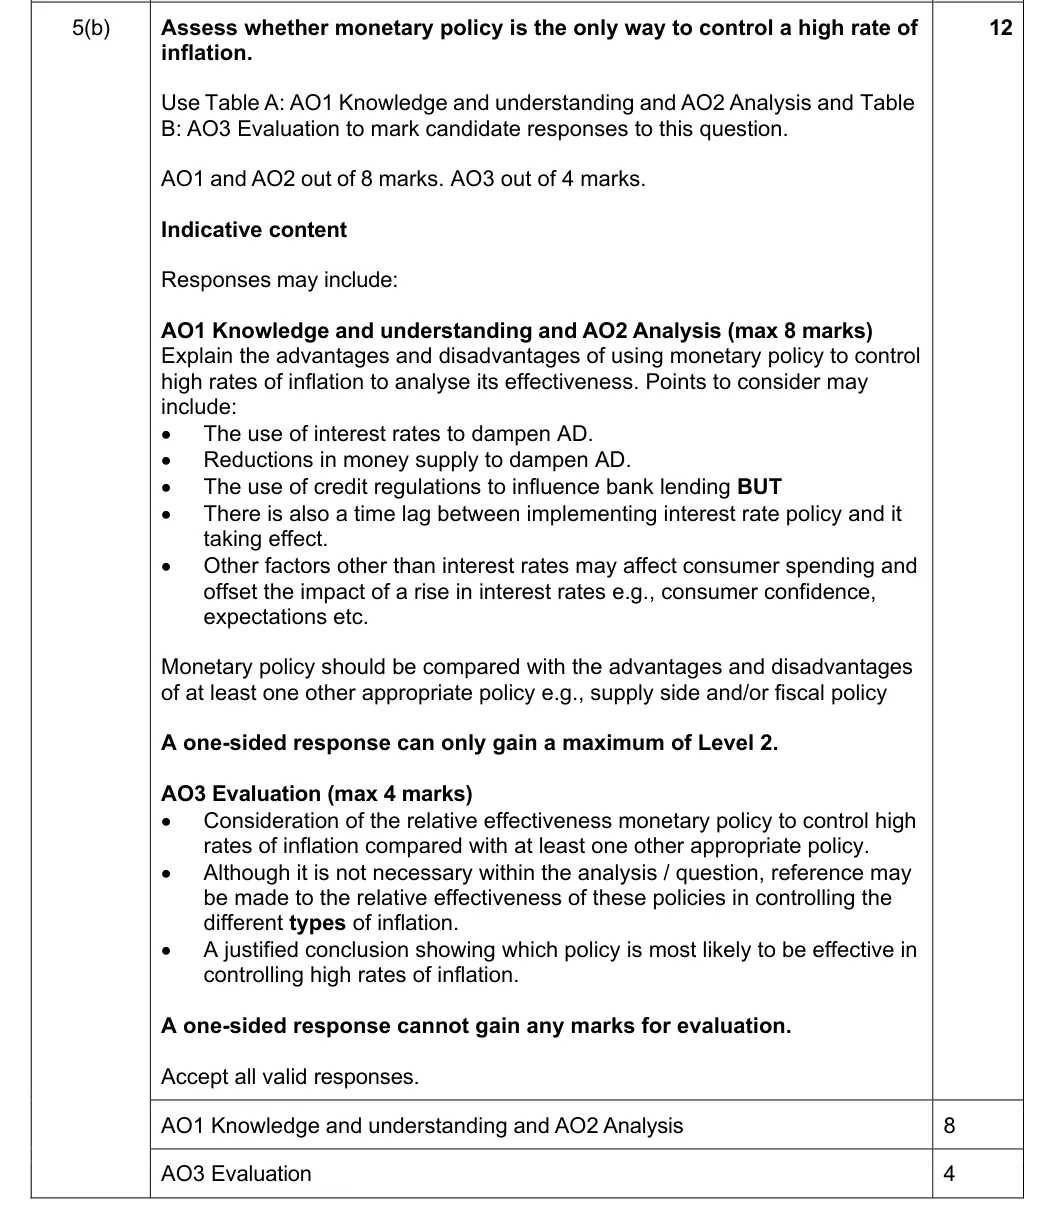 5(b)
Assess whether monetary policy is the only way to control a high rate of
inflation.
12
Use Table A: AO1 Knowledge and understanding and AO2 Analysis and Table
B: AO3 Evaluation to mark candidate responses to this question.
AO1 and AO2 out of 8 marks. AO3 out of 4 marks.
Indicative content
Responses may include:
AO1 Knowledge and understanding and AO2 Analysis (max 8 marks)
Explain the advantages and disadvantages of using monetary policy to control
high rates of inflation to analyse its effectiveness. Points to consider may
include:
• The use of interest rates to dampen AD.
• Reductions in money supply to dampen AD.
• The use of credit regulations to influence bank lending BUT
• There is also a time lag between implementing interest rate policy and it
taking effect.
• Other factors other than interest rates may affect consumer spending and
offset the impact of a rise in interest rates e.g., consumer confidence,
expectations etc.
Monetary policy should be compared with the advantages and disadvantages
of at least one other appropriate policy e.g., supply side and/or fiscal policy
A one-sided response can only gain a maximum of Level 2.
AO3 Evaluation (max 4 marks)
• Consideration of the relative effectiveness monetary policy to control high
rates of inflation compared with at least one other appropriate policy.
• Although it is not necessary within the analysis / question, reference may
be made to the relative effectiveness of these policies in controlling the
different types of inflation.
• A justified conclusion showing which policy is most likely to be effective in
controlling high rates of inflation.
A one-sided response cannot gain any marks for evaluation.
Accept all valid responses.
AO1 Knowledge and understanding and AO2 Analysis 8
AO3 Evaluation 4